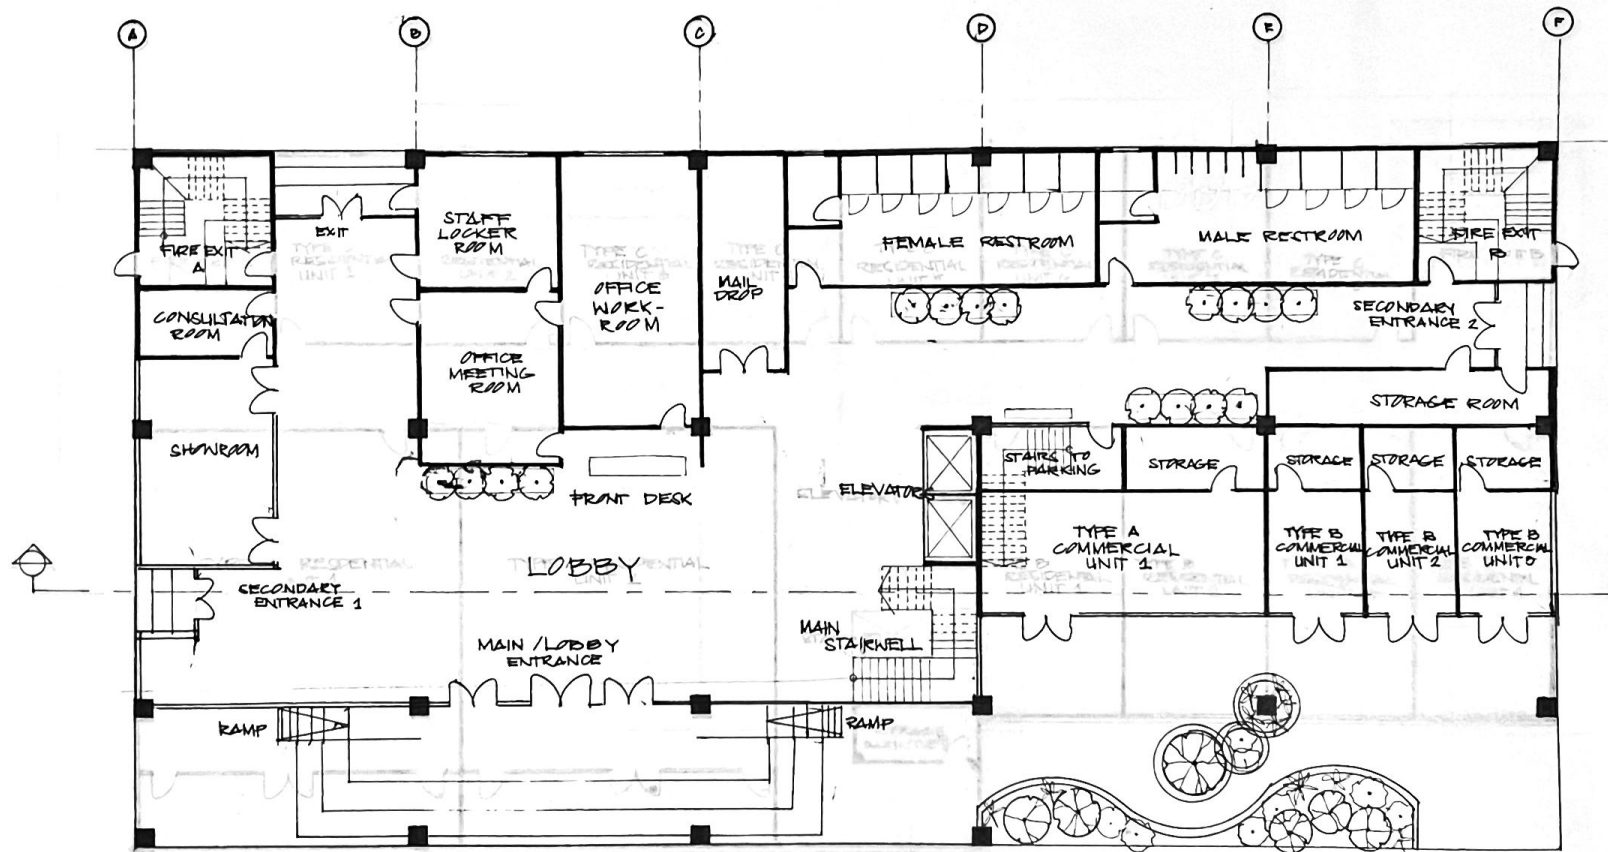 A
B
C
D
E
F
FIRE EXIT
A
EXIT
STAFF
LOCKER
ROOM
OFFICE
WORK-
ROOM
MAIL
DROP
FEMALE RESTROOM
MALE RESTROOM
FIRE EXIT
B
CONSULTATION
ROOM
OFFICE
MEETING
ROOM
SECONDARY
ENTRANCE 2
STORAGE ROOM
SHOWROOM
FRONT DESK
ELEVATORS
STAIRS TO
PARKING
STORAGE
STORAGE
STORAGE
STORAGE
LOBBY
TYPE A
COMMERCIAL
UNIT 1
TYPE B
COMMERCIAL
UNIT 1
TYPE B
COMMERCIAL
UNIT 2
TYPE B
COMMERCIAL
UNIT 3
SECONDARY
ENTRANCE 1
MAIN / LOBBY
ENTRANCE
MAIN
STAIRWELL
RAMP
RAMP